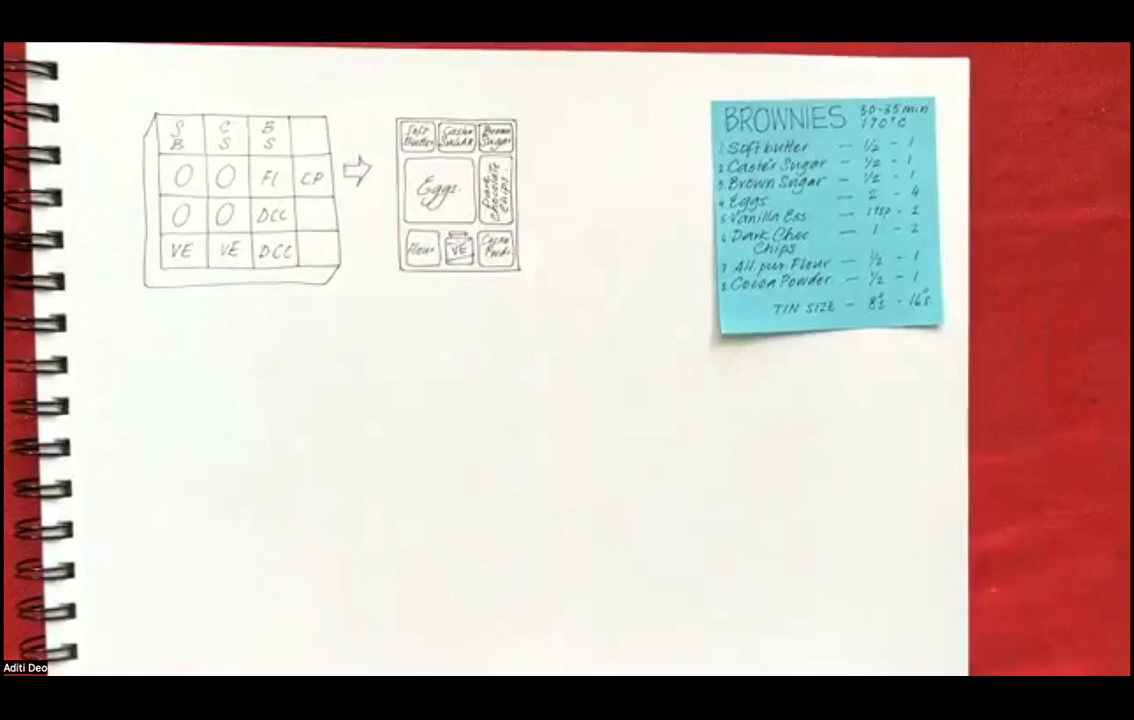 S B
C S
B S
O O Fl CP
O O DCC
VE VE DCC
Soft Butter
Caster Sugar
Brown Sugar
Eggs
Dark Chocolate Chips
Flour
VE
Cocoa Powd.
BROWNIES 30-35 min
170°C
1. Soft butter — 1/2 - 1
2. Caster Sugar — 1/2 - 1
3. Brown Sugar — 1/2 - 1
4. Eggs — 2 - 4
5. Vanilla Ess — 1 tsp - 2
6. Dark Choc — 1 - 2
Chips
7. All. pur. Flour — 1/2 - 1
8. Cocoa Powder. — 1/2 - 1
TIN SIZE — 8"s - 16"s
Aditi Deo